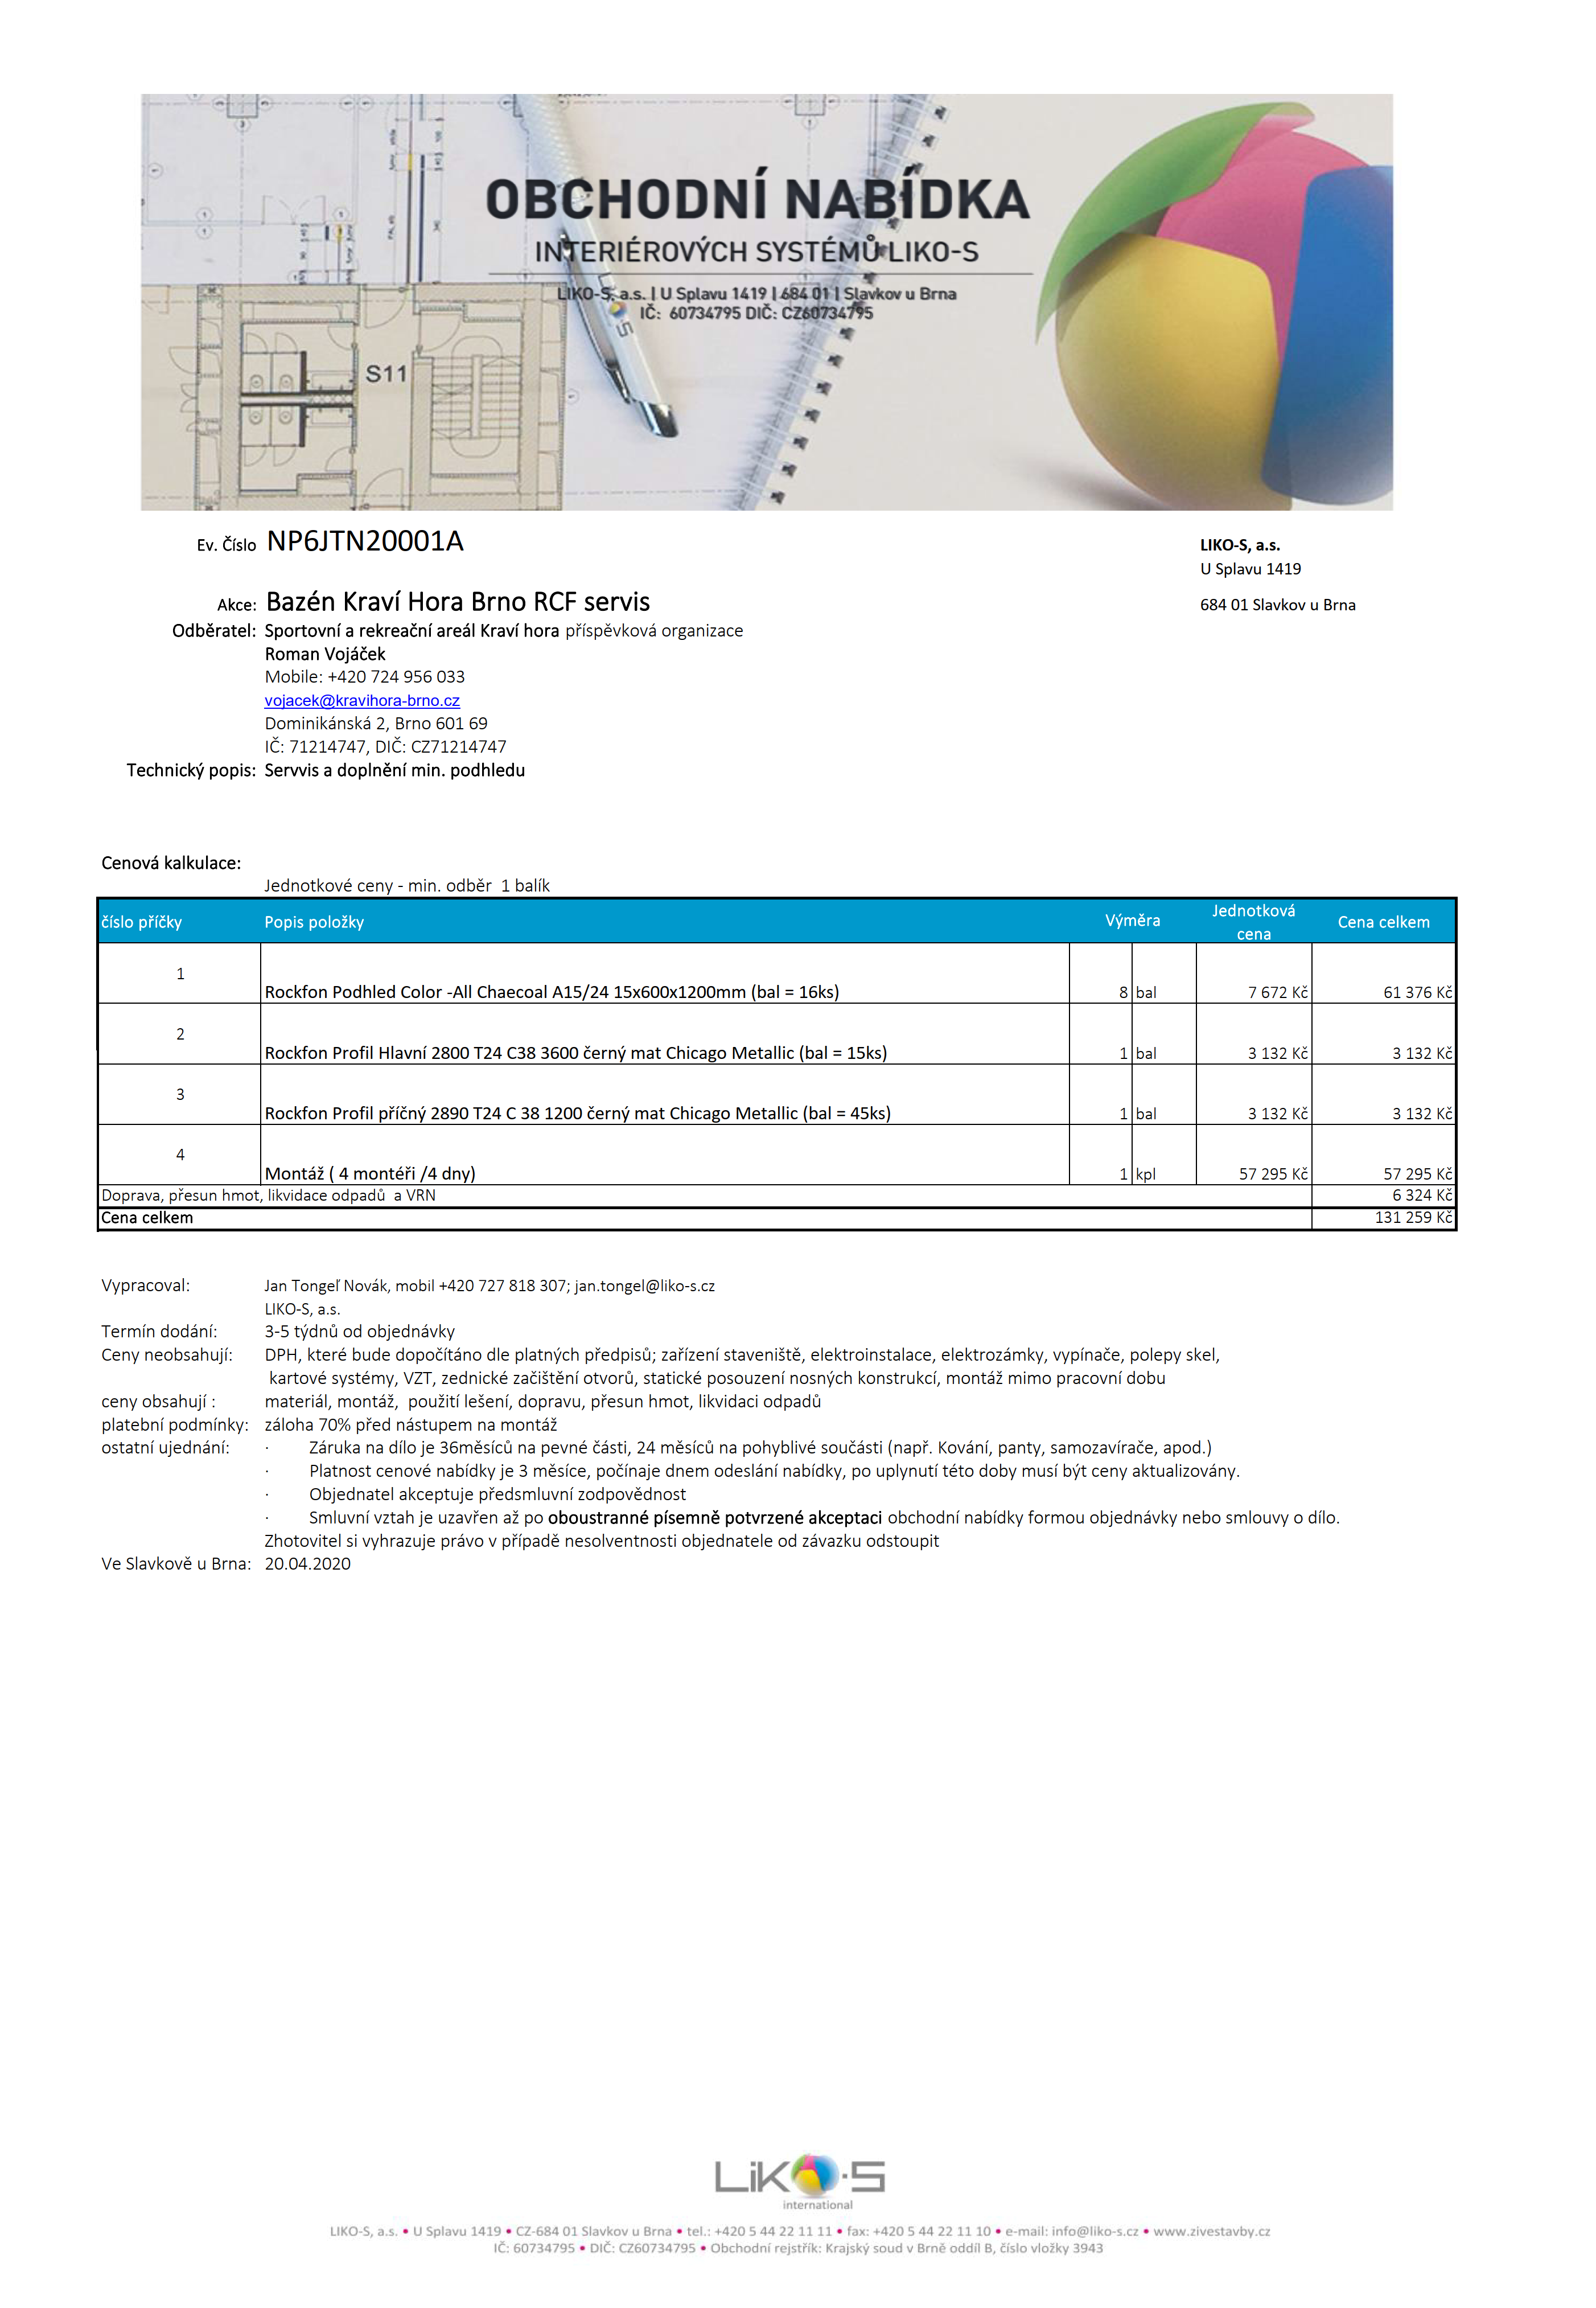 OBCHODNÍ NABÍDKA
INTERIÉROVÝCH SYSTÉMŮ LIKO-S
LIKO-S, a.s. | U Splavu 1419 | 684 01 | Slavkov u Brna
IČ: 60734795 DIČ: CZ60734795
S11
Ev. Číslo NP6JTN20001A
LIKO-S, a.s.
U Splavu 1419
684 01 Slavkov u Brna
Akce: Bazén Kraví Hora Brno RCF servis
Odběratel: Sportovní a rekreační areál Kraví hora příspěvková organizace
Roman Vojáček
Mobile: +420 724 956 033
vojacek@kravihora-brno.cz
Dominikánská 2, Brno 601 69
IČ: 71214747, DIČ: CZ71214747
Technický popis: Servvis a doplnění min. podhledu
Cenová kalkulace:
Jednotkové ceny - min. odběr 1 balík
číslo příčky Popis položky Výměra Jednotková cena Cena celkem
1 Rockfon Podhled Color -All Chaecoal A15/24 15x600x1200mm (bal = 16ks) 8 bal 7 672 Kč 61 376 Kč
2 Rockfon Profil Hlavní 2800 T24 C38 3600 černý mat Chicago Metallic (bal = 15ks) 1 bal 3 132 Kč 3 132 Kč
3 Rockfon Profil příčný 2890 T24 C 38 1200 černý mat Chicago Metallic (bal = 45ks) 1 bal 3 132 Kč 3 132 Kč
4 Montáž ( 4 montéři /4 dny) 1 kpl 57 295 Kč 57 295 Kč
Doprava, přesun hmot, likvidace odpadů a VRN 6 324 Kč
Cena celkem 131 259 Kč
Vypracoval: Jan Tongeľ Novák, mobil +420 727 818 307; jan.tongel@liko-s.cz
LIKO-S, a.s.
Termín dodání: 3-5 týdnů od objednávky
Ceny neobsahují: DPH, které bude dopočítáno dle platných předpisů; zařízení staveniště, elektroinstalace, elektrozámky, vypínače, polepy skel,
kartové systémy, VZT, zednické začištění otvorů, statické posouzení nosných konstrukcí, montáž mimo pracovní dobu
ceny obsahují : materiál, montáž, použití lešení, dopravu, přesun hmot, likvidaci odpadů
platební podmínky: záloha 70% před nástupem na montáž
ostatní ujednání: · Záruka na dílo je 36měsíců na pevné části, 24 měsíců na pohyblivé součásti (např. Kování, panty, samozavírače, apod.)
· Platnost cenové nabídky je 3 měsíce, počínaje dnem odeslání nabídky, po uplynutí této doby musí být ceny aktualizovány.
· Objednatel akceptuje předsmluvní zodpovědnost
· Smluvní vztah je uzavřen až po oboustranné písemně potvrzené akceptaci obchodní nabídky formou objednávky nebo smlouvy o dílo.
Zhotovitel si vyhrazuje právo v případě nesolventnosti objednatele od závazku odstoupit
Ve Slavkově u Brna: 20.04.2020
LIKO-S
international
LIKO-S, a.s. • U Splavu 1419 • CZ-684 01 Slavkov u Brna • tel.: +420 5 44 22 11 11 • fax: +420 5 44 22 11 10 • e-mail: info@liko-s.cz • www.zivestavby.cz
IČ: 60734795 • DIČ: CZ60734795 • Obchodní rejstřík: Krajský soud v Brně oddíl B, číslo vložky 3943